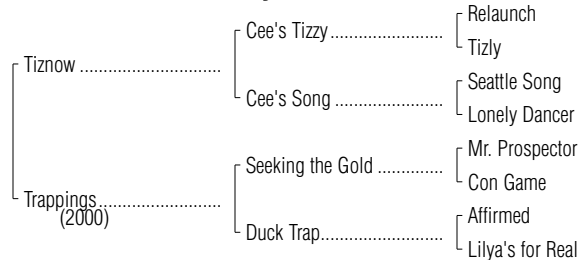 Relaunch
Cee's Tizzy
Tizly
Tiznow
Seattle Song
Cee's Song
Lonely Dancer
Mr. Prospector
Seeking the Gold
Con Game
Trappings
(2000)
Affirmed
Duck Trap
Lilya's for Real